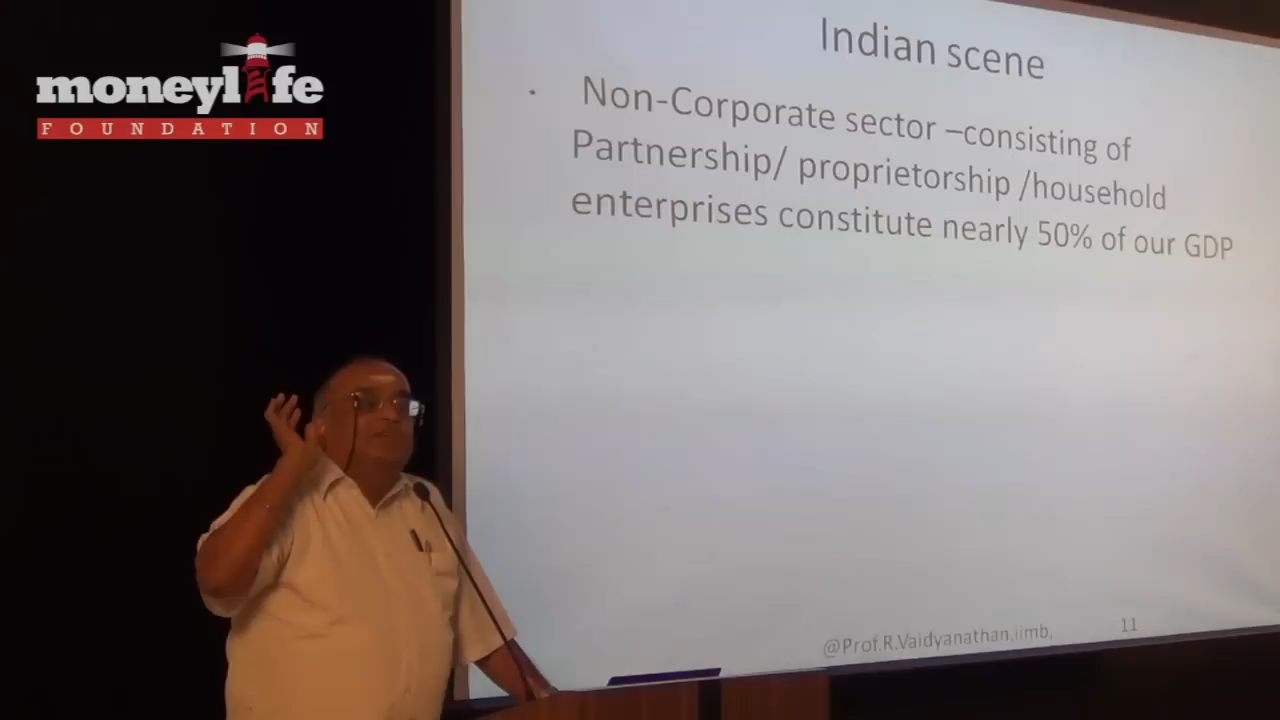 moneylife
FOUNDATION
Indian scene
. Non-Corporate sector –consisting of
Partnership/ proprietorship /household
enterprises constitute nearly 50% of our GDP
@Prof.R.Vaidyanathan,iimb,
11